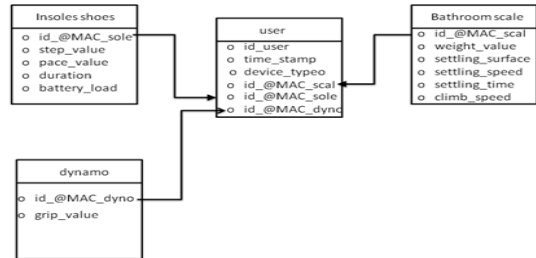 Insoles shoes
id_@MAC_sole
step_value
pace_value
duration
battery_load
user
id_user
time_stamp
device_typeo
id_@MAC_scal
id_@MAC_sole
id_@MAC_dync
Bathroom scale
id_@MAC_scal
weight_value
settling_surface
settling_speed
settling_time
climb_speed
dynamo
id_@MAC_dyno
grip_value